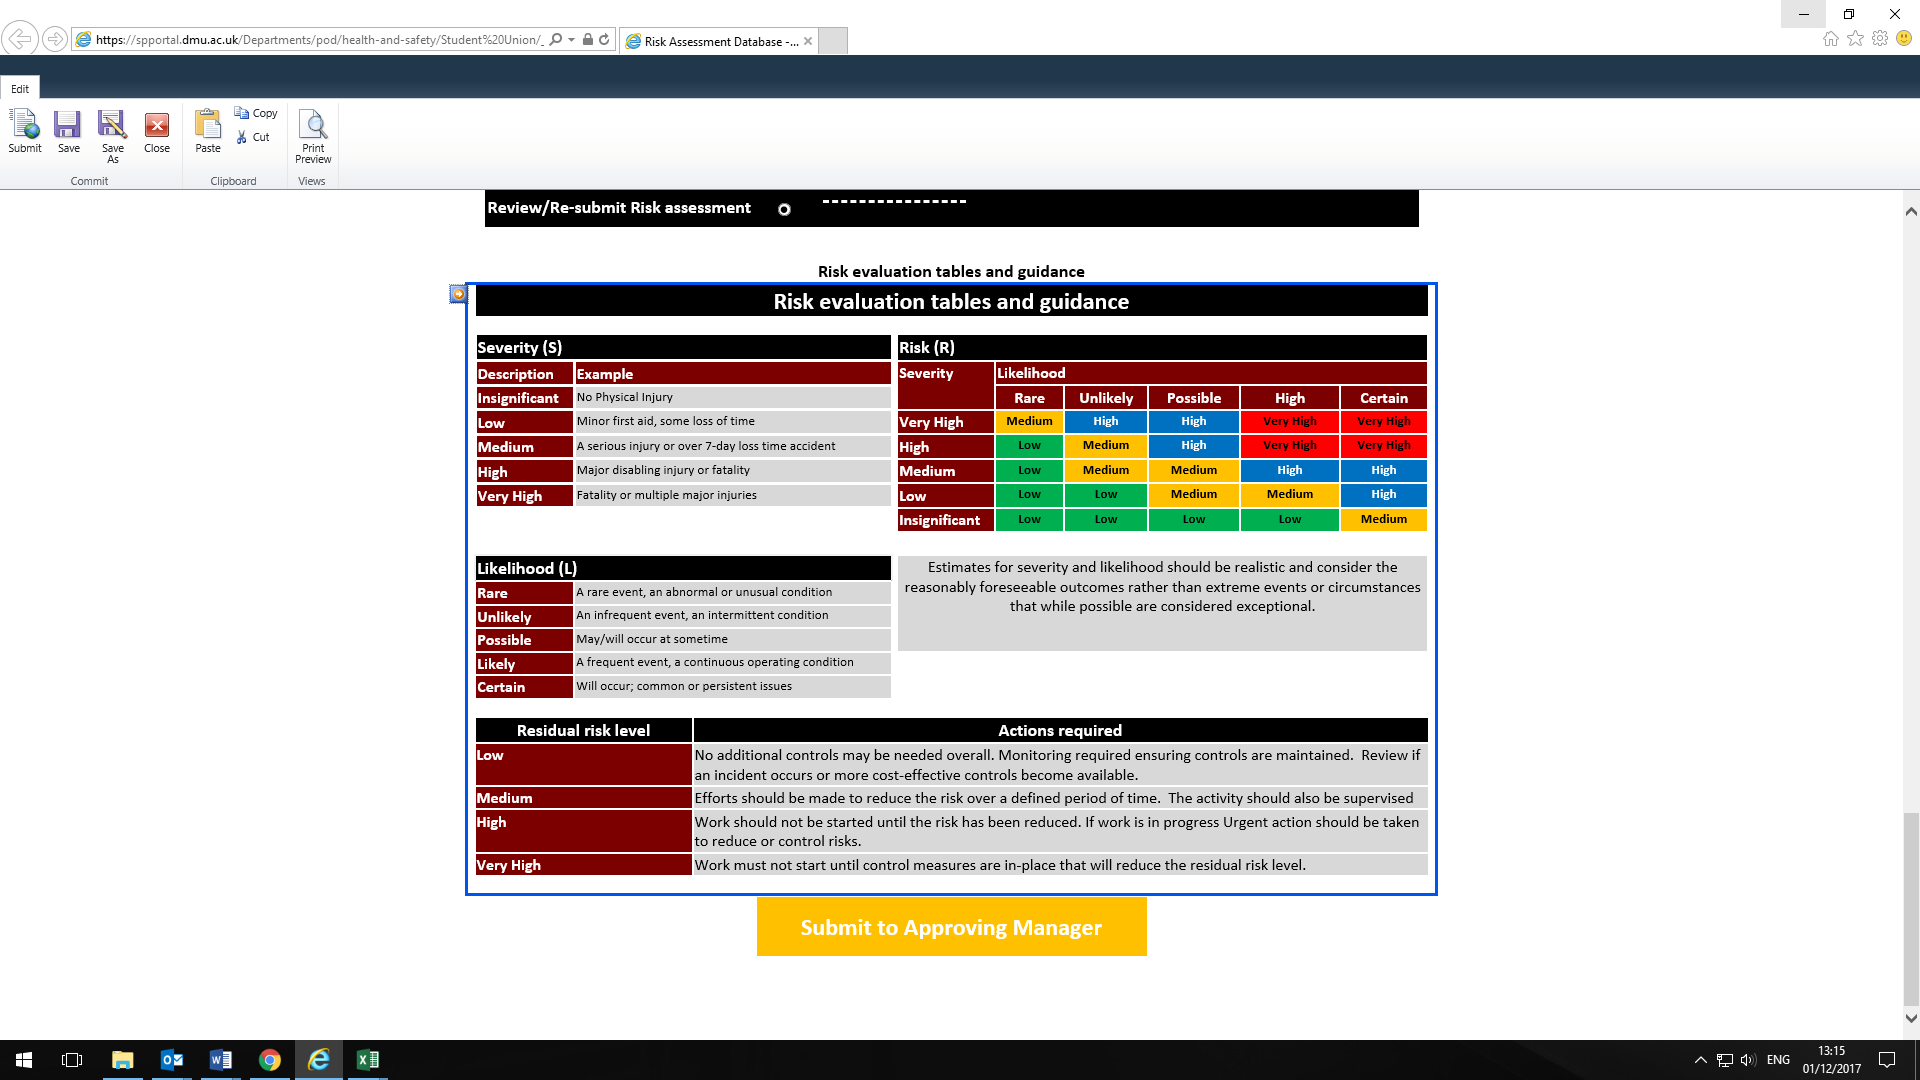 https://spportal.dmu.ac.uk/Departments/pod/health-and-safety/Student%20Union/_
Risk Assessment Database -...
Edit
Submit
Save
Save As
Close
Paste
Copy
Cut
Print Preview
Commit
Clipboard
Views
Review/Re-submit Risk assessment
Risk evaluation tables and guidance
Risk evaluation tables and guidance
Severity (S)
Description Example
Insignificant No Physical Injury
Low Minor first aid, some loss of time
Medium A serious injury or over 7-day loss time accident
High Major disabling injury or fatality
Very High Fatality or multiple major injuries
Risk (R)
Severity Likelihood
Rare Unlikely Possible High Certain
Very High Medium High High Very High Very High
High Low Medium High Very High Very High
Medium Low Medium Medium High High
Low Low Low Medium Medium High
Insignificant Low Low Low Low Medium
Likelihood (L)
Rare A rare event, an abnormal or unusual condition
Unlikely An infrequent event, an intermittent condition
Possible May/will occur at sometime
Likely A frequent event, a continuous operating condition
Certain Will occur; common or persistent issues
Estimates for severity and likelihood should be realistic and consider the
reasonably foreseeable outcomes rather than extreme events or circumstances
that while possible are considered exceptional.
Residual risk level Actions required
Low No additional controls may be needed overall. Monitoring required ensuring controls are maintained. Review if
an incident occurs or more cost-effective controls become available.
Medium Efforts should be made to reduce the risk over a defined period of time. The activity should also be supervised
High Work should not be started until the risk has been reduced. If work is in progress Urgent action should be taken
to reduce or control risks.
Very High Work must not start until control measures are in-place that will reduce the residual risk level.
Submit to Approving Manager
ENG
13:15
01/12/2017